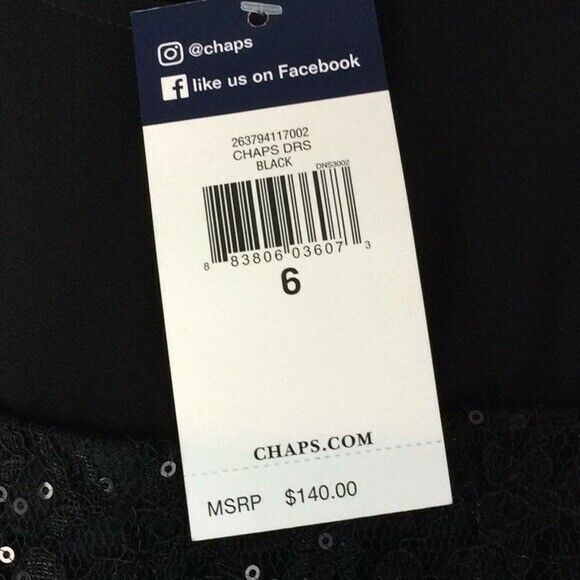 @chaps
f like us on Facebook
263794117002
CHAPS DRS
BLACK
DNS3002
8 83806 03607 3
6
CHAPS.COM
MSRP $140.00